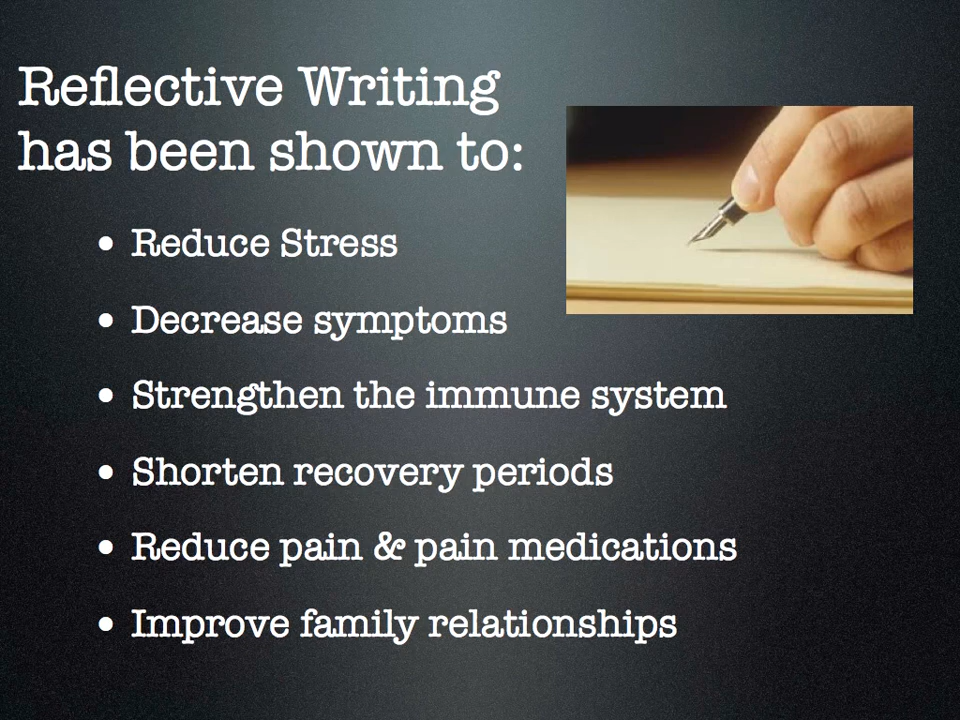 Reflective Writing
has been shown to:
• Reduce Stress
• Decrease symptoms
• Strengthen the immune system
• Shorten recovery periods
• Reduce pain & pain medications
• Improve family relationships